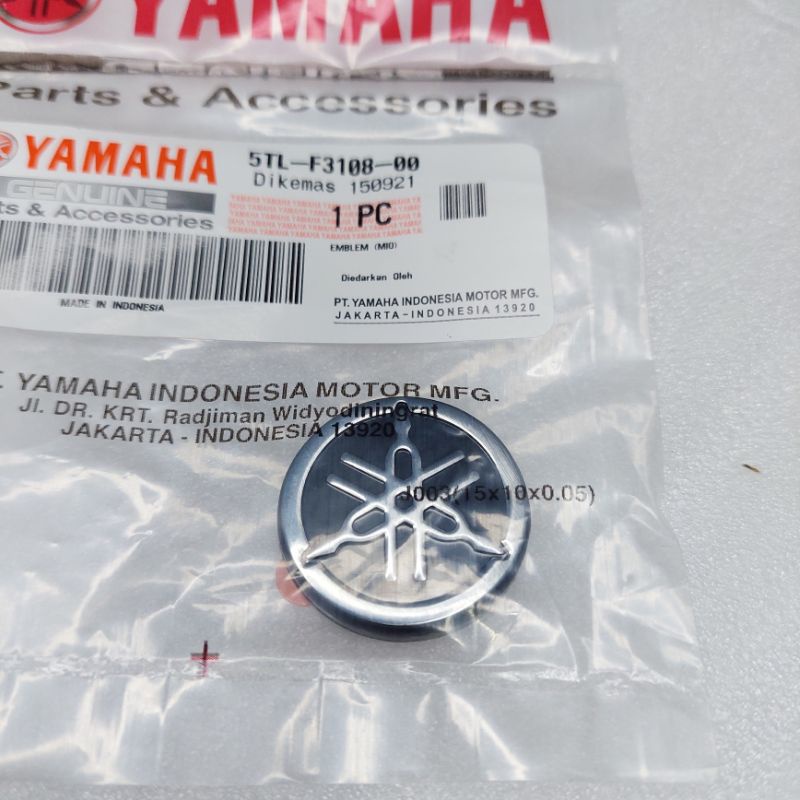 YAMAHA
Parts & Accessories
YAMAHA 5TL-F3108-00
GENUINE Dikemas 150921
ts & Accessories
1 PC
EMBLEM (MIO)
Diedarkan Oleh
MADE IN INDONESIA
PT. YAMAHA INDONESIA MOTOR MFG.
JAKARTA-INDONESIA 13920
YAMAHA INDONESIA MOTOR MFG.
Jl. DR. KRT. Radjiman Widyodiningrat
JAKARTA - INDONESIA 13920
J003(15x10x0.05)